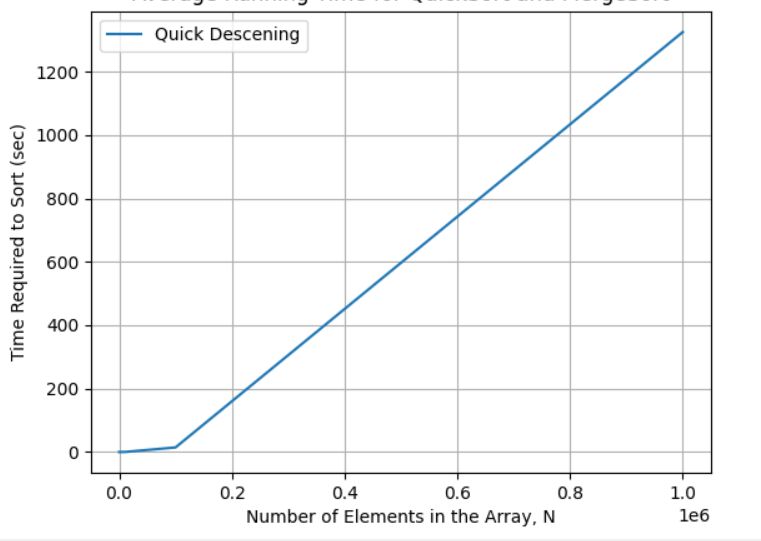 Quick Descening
1200
1000
800
600
400
200
0
Time Required to Sort (sec)
0.0 0.2 0.4 0.6 0.8 1.0
1e6
Number of Elements in the Array, N